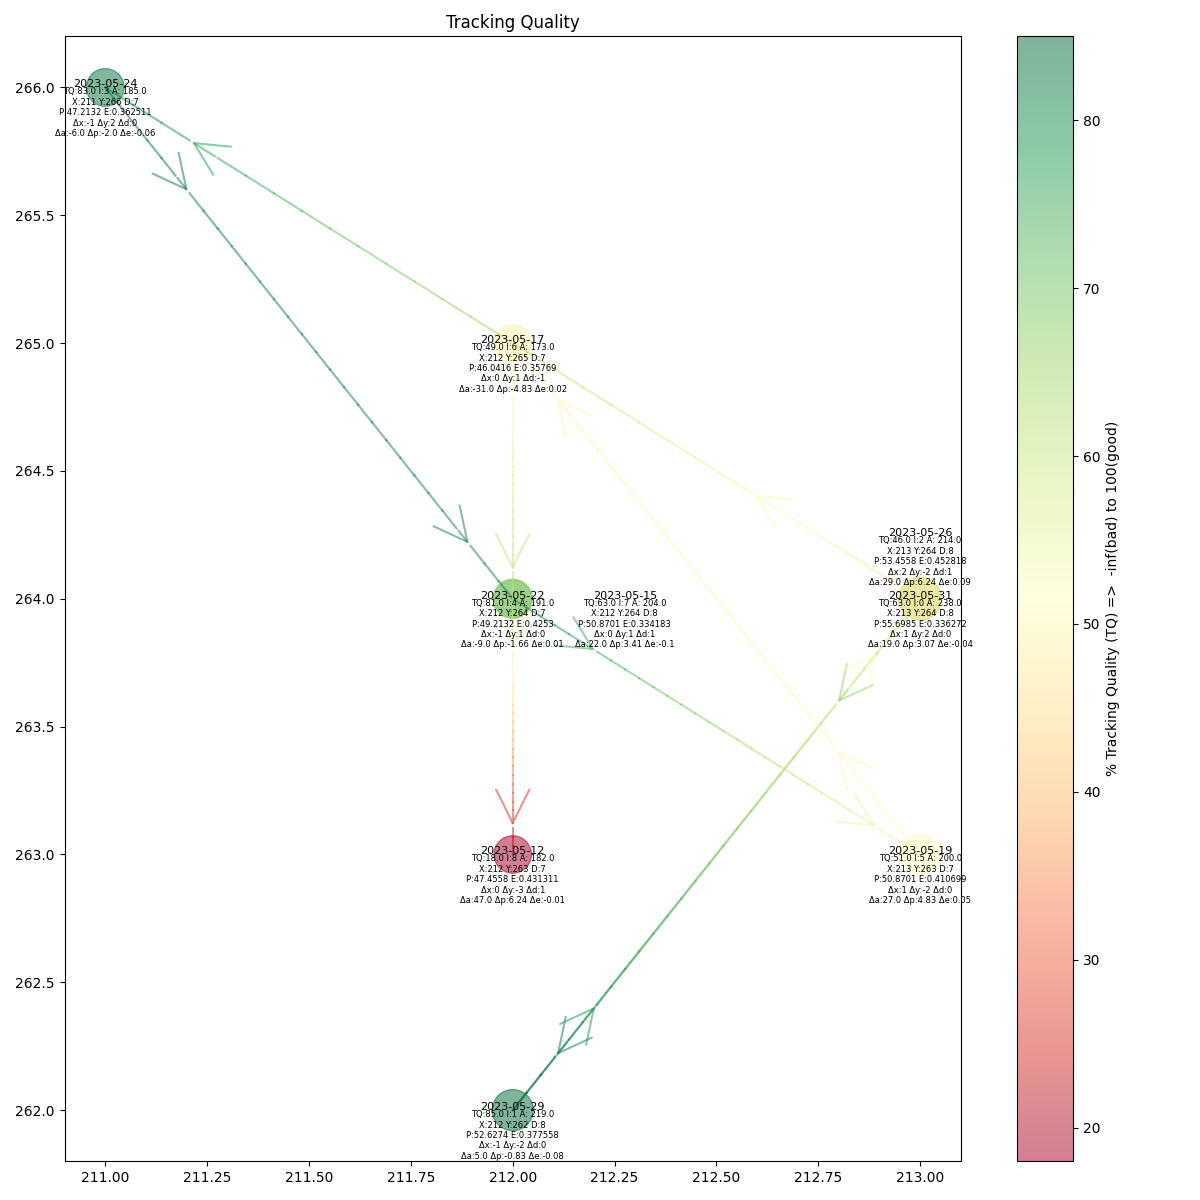 Tracking Quality
266.0
265.5
265.0
264.5
264.0
263.5
263.0
262.5
262.0
2023-05-24
TQ:83.0 I:3 A: 185.0
X:211 Y:266 D:7
P:47.2132 E:0.362511
Δx:-1 Δy:2 Δd:0
Δa:-6.0 Δp:-2.0 Δe:-0.06
2023-05-17
TQ:49.0 I:6 A: 173.0
X:212 Y:265 D:7
P:46.0416 E:0.35769
Δx:0 Δy:1 Δd:-1
Δa:-31.0 Δp:-4.83 Δe:0.02
2023-05-26
TQ:46.0 I:2 A: 214.0
X:213 Y:264 D:8
P:53.4558 E:0.452818
Δx:2 Δy:-2 Δd:1
Δa:29.0 Δp:6.24 Δe:0.09
2023-05-22
TQ:81.0 I:4 A: 191.0
X:212 Y:264 D:7
P:49.2132 E:0.4253
Δx:-1 Δy:1 Δd:0
Δa:-9.0 Δp:-1.66 Δe:0.01
2023-05-15
TQ:63.0 I:7 A: 204.0
X:212 Y:264 D:8
P:50.8701 E:0.334183
Δx:0 Δy:1 Δd:1
Δa:22.0 Δp:3.41 Δe:-0.1
2023-05-31
TQ:63.0 I:0 A: 238.0
X:213 Y:264 D:8
P:55.6985 E:0.336272
Δx:1 Δy:2 Δd:0
Δa:19.0 Δp:3.07 Δe:-0.04
2023-05-12
TQ:18.0 I:8 A: 182.0
X:212 Y:263 D:7
P:47.4558 E:0.431311
Δx:0 Δy:-3 Δd:1
Δa:47.0 Δp:6.24 Δe:-0.01
2023-05-19
TQ:51.0 I:5 A: 200.0
X:213 Y:263 D:7
P:50.8701 E:0.410699
Δx:1 Δy:-2 Δd:0
Δa:27.0 Δp:4.83 Δe:0.05
2023-05-29
TQ:85.0 I:1 A: 219.0
X:212 Y:262 D:8
P:52.6274 E:0.377558
Δx:-1 Δy:-2 Δd:0
Δa:5.0 Δp:-0.83 Δe:-0.08
211.00 211.25 211.50 211.75 212.00 212.25 212.50 212.75 213.00
80
70
60
50
40
30
20
% Tracking Quality (TQ) => -inf(bad) to 100(good)